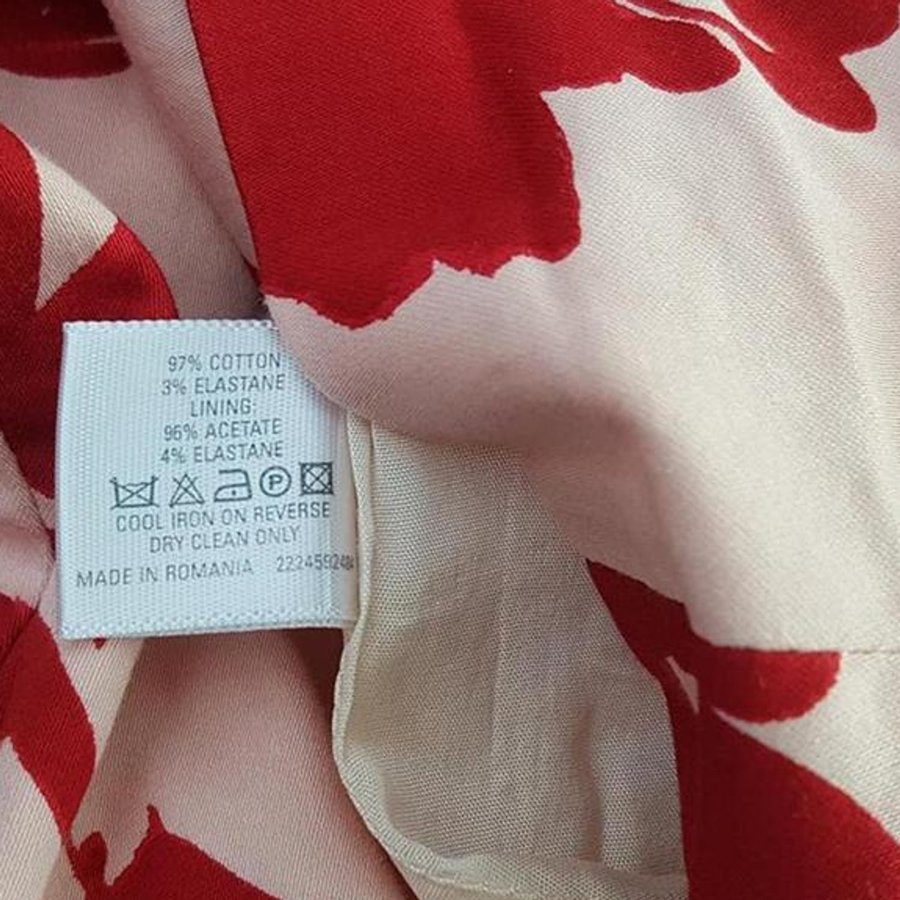 97% COTTON
3% ELASTANE
LINING:
96% ACETATE
4% ELASTANE
P
COOL IRON ON REVERSE
DRY CLEAN ONLY
MADE IN ROMANIA